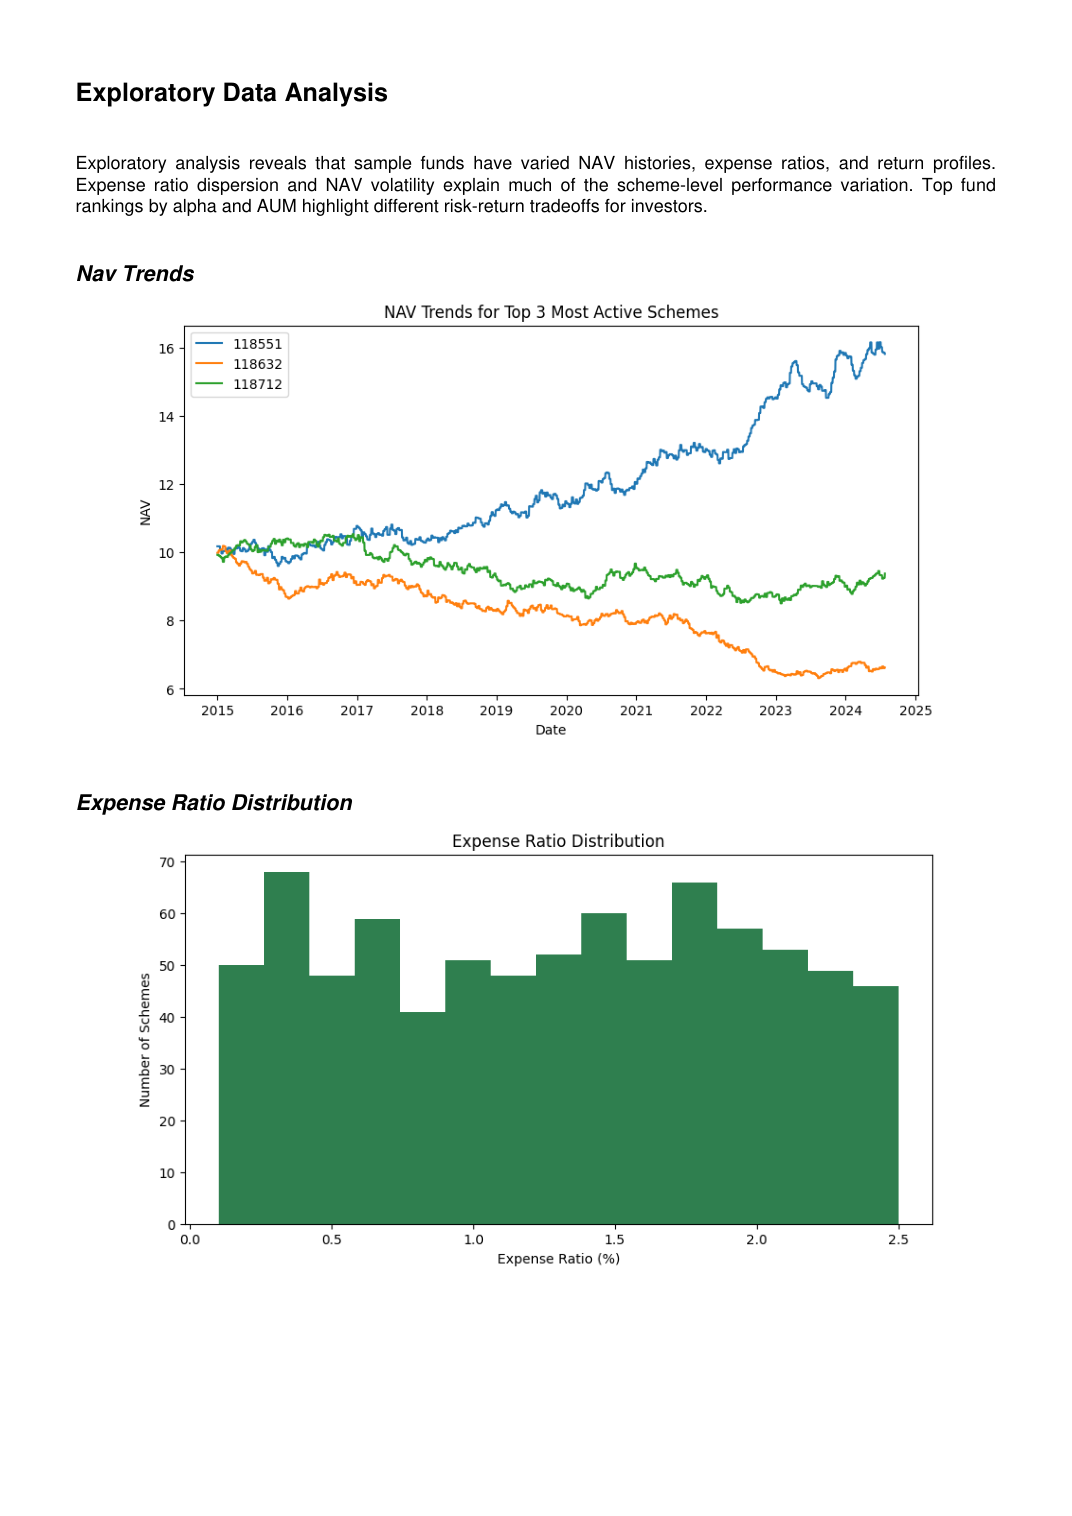 Exploratory Data Analysis
Exploratory analysis reveals that sample funds have varied NAV histories, expense ratios, and return profiles.
Expense ratio dispersion and NAV volatility explain much of the scheme-level performance variation. Top fund
rankings by alpha and AUM highlight different risk-return tradeoffs for investors.
Nav Trends
NAV Trends for Top 3 Most Active Schemes
118551
118632
118712
16
14
12
10
8
6
NAV
2015 2016 2017 2018 2019 2020 2021 2022 2023 2024 2025
Date
Expense Ratio Distribution
Expense Ratio Distribution
70
60
50
40
30
20
10
0
Number of Schemes
0.0 0.5 1.0 1.5 2.0 2.5
Expense Ratio (%)